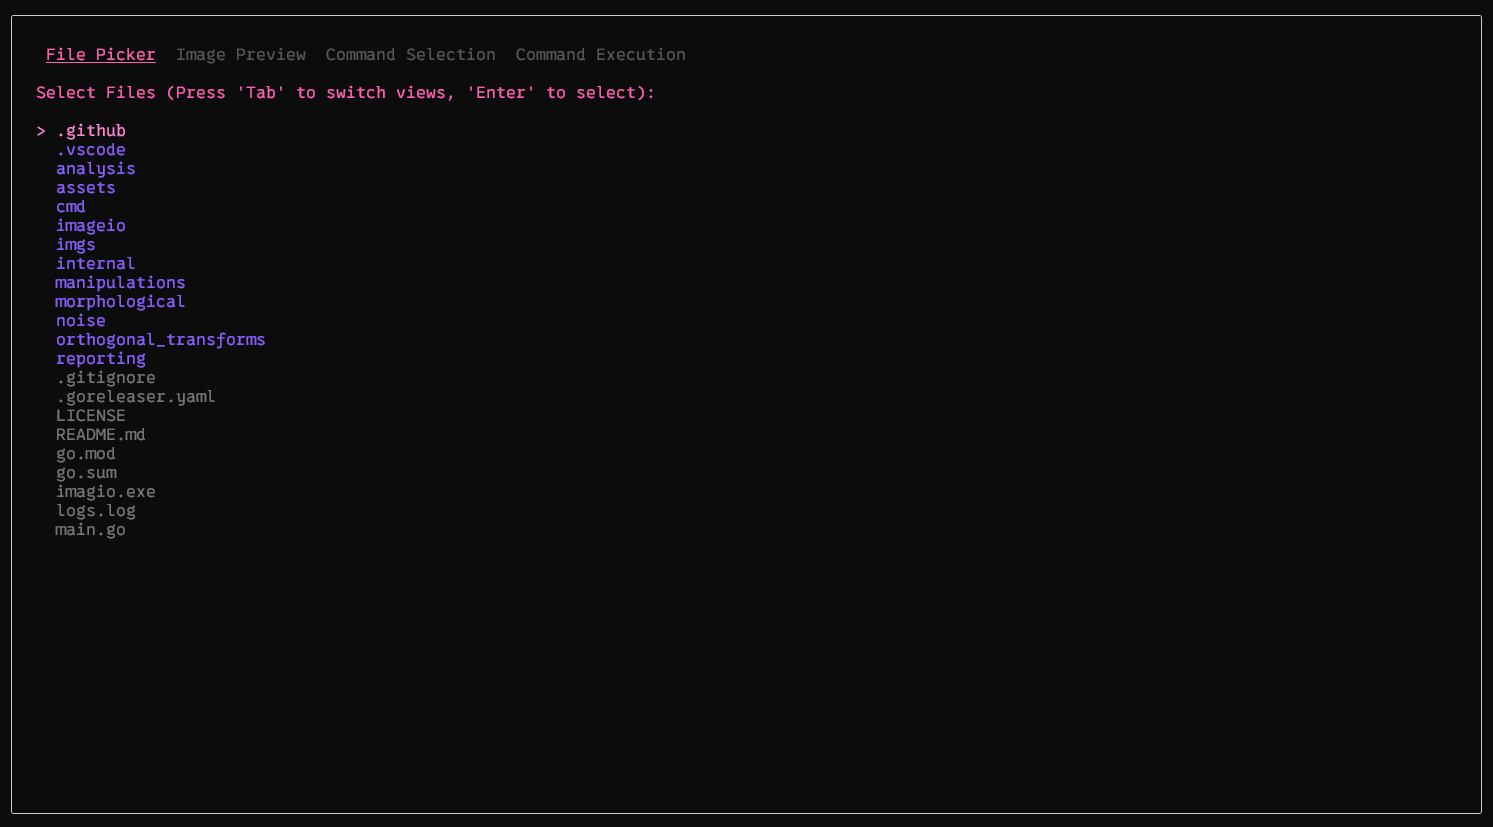 File Picker  Image Preview  Command Selection  Command Execution
Select Files (Press 'Tab' to switch views, 'Enter' to select):
> .github
.vscode
analysis
assets
cmd
imageio
imgs
internal
manipulations
morphological
noise
orthogonal_transforms
reporting
.gitignore
.goreleaser.yaml
LICENSE
README.md
go.mod
go.sum
imagio.exe
logs.log
main.go